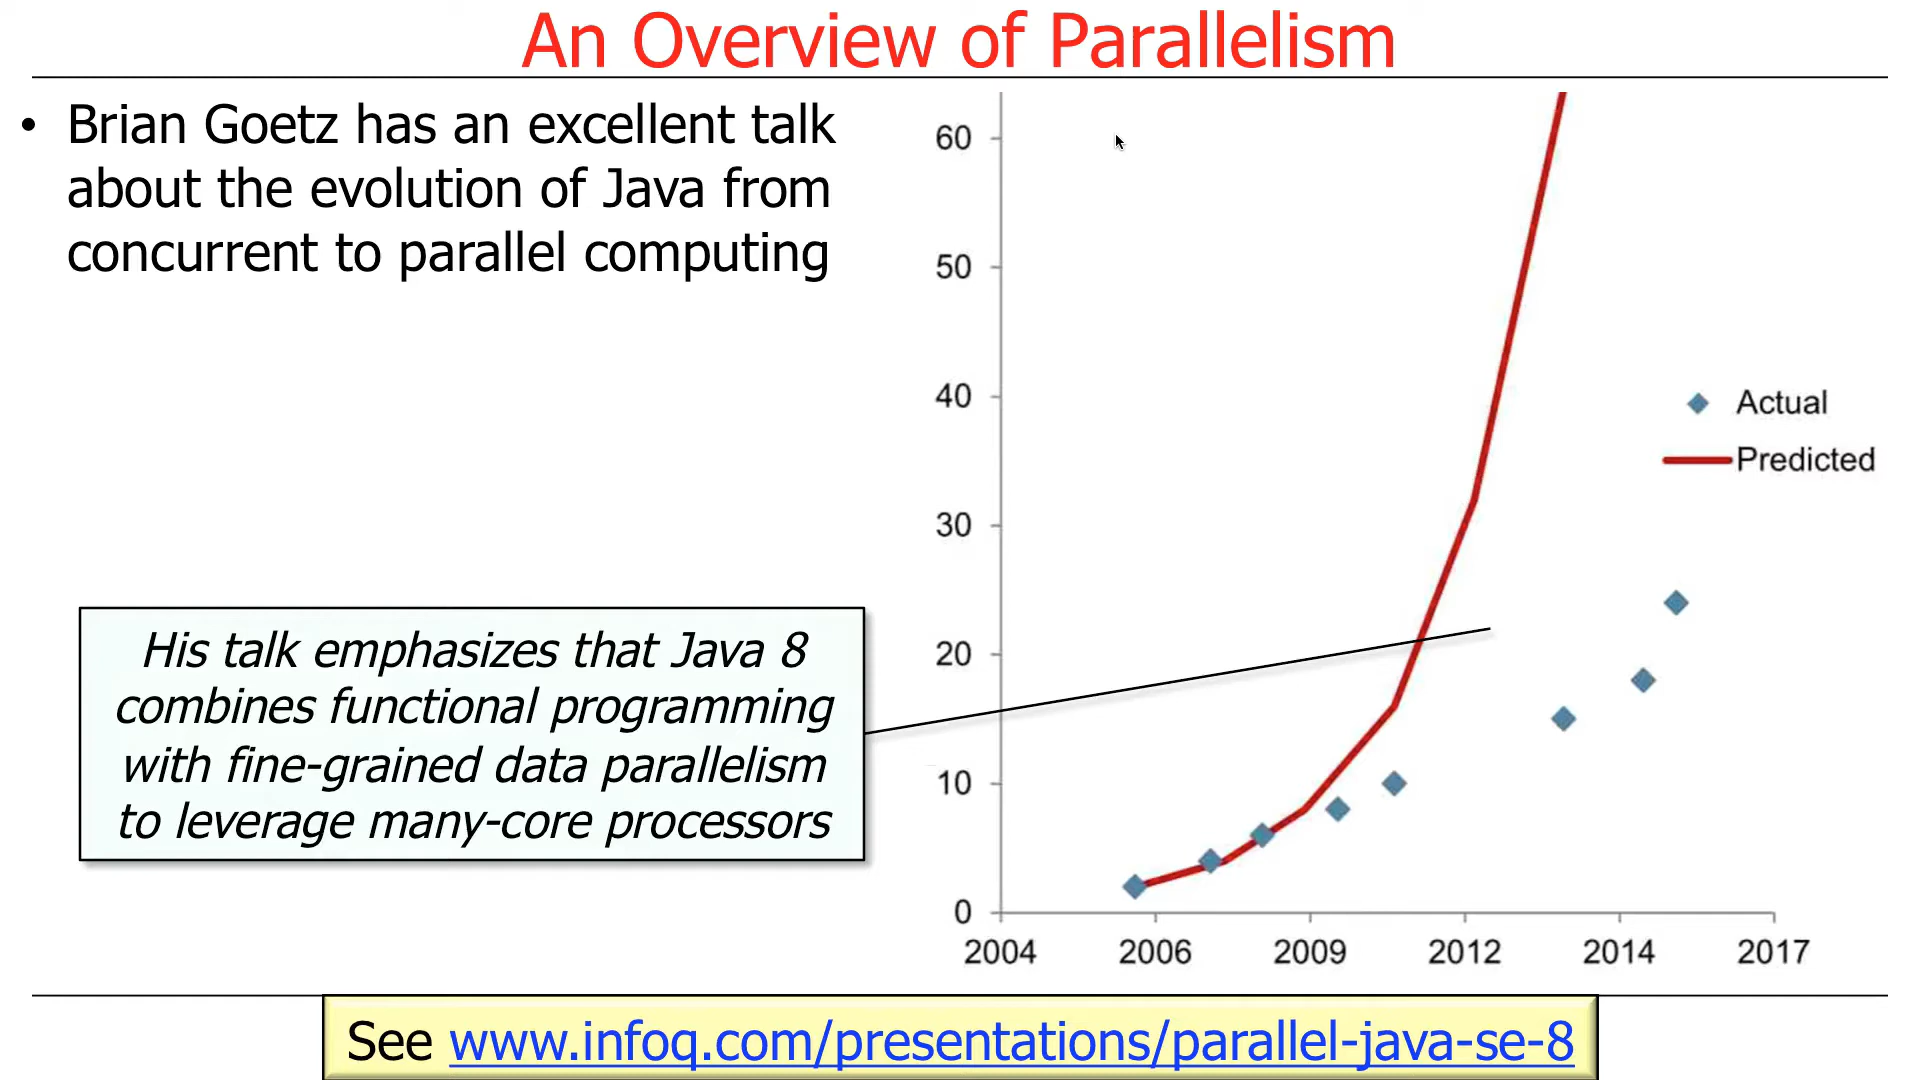 An Overview of Parallelism
• Brian Goetz has an excellent talk
about the evolution of Java from
concurrent to parallel computing
60
50
40
30
20
10
0
2004 2006 2009 2012 2014 2017
Actual
Predicted
His talk emphasizes that Java 8
combines functional programming
with fine-grained data parallelism
to leverage many-core processors
See www.infoq.com/presentations/parallel-java-se-8